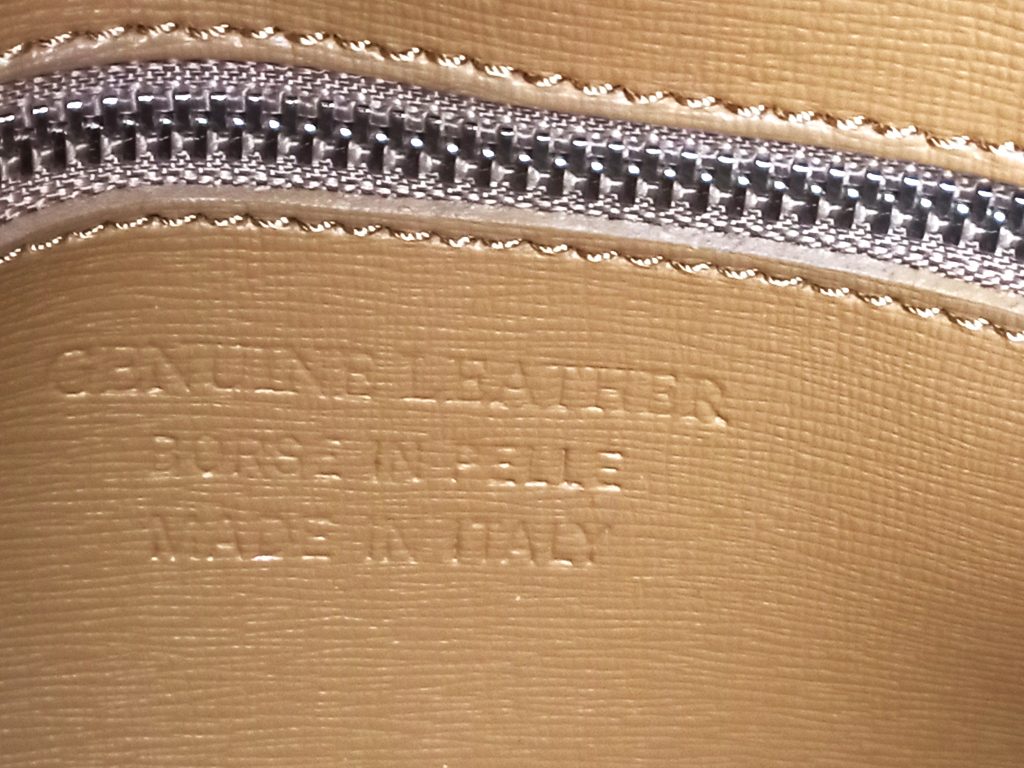 GENUINE LEATHER
BORSE IN PELLE
MADE IN ITALY